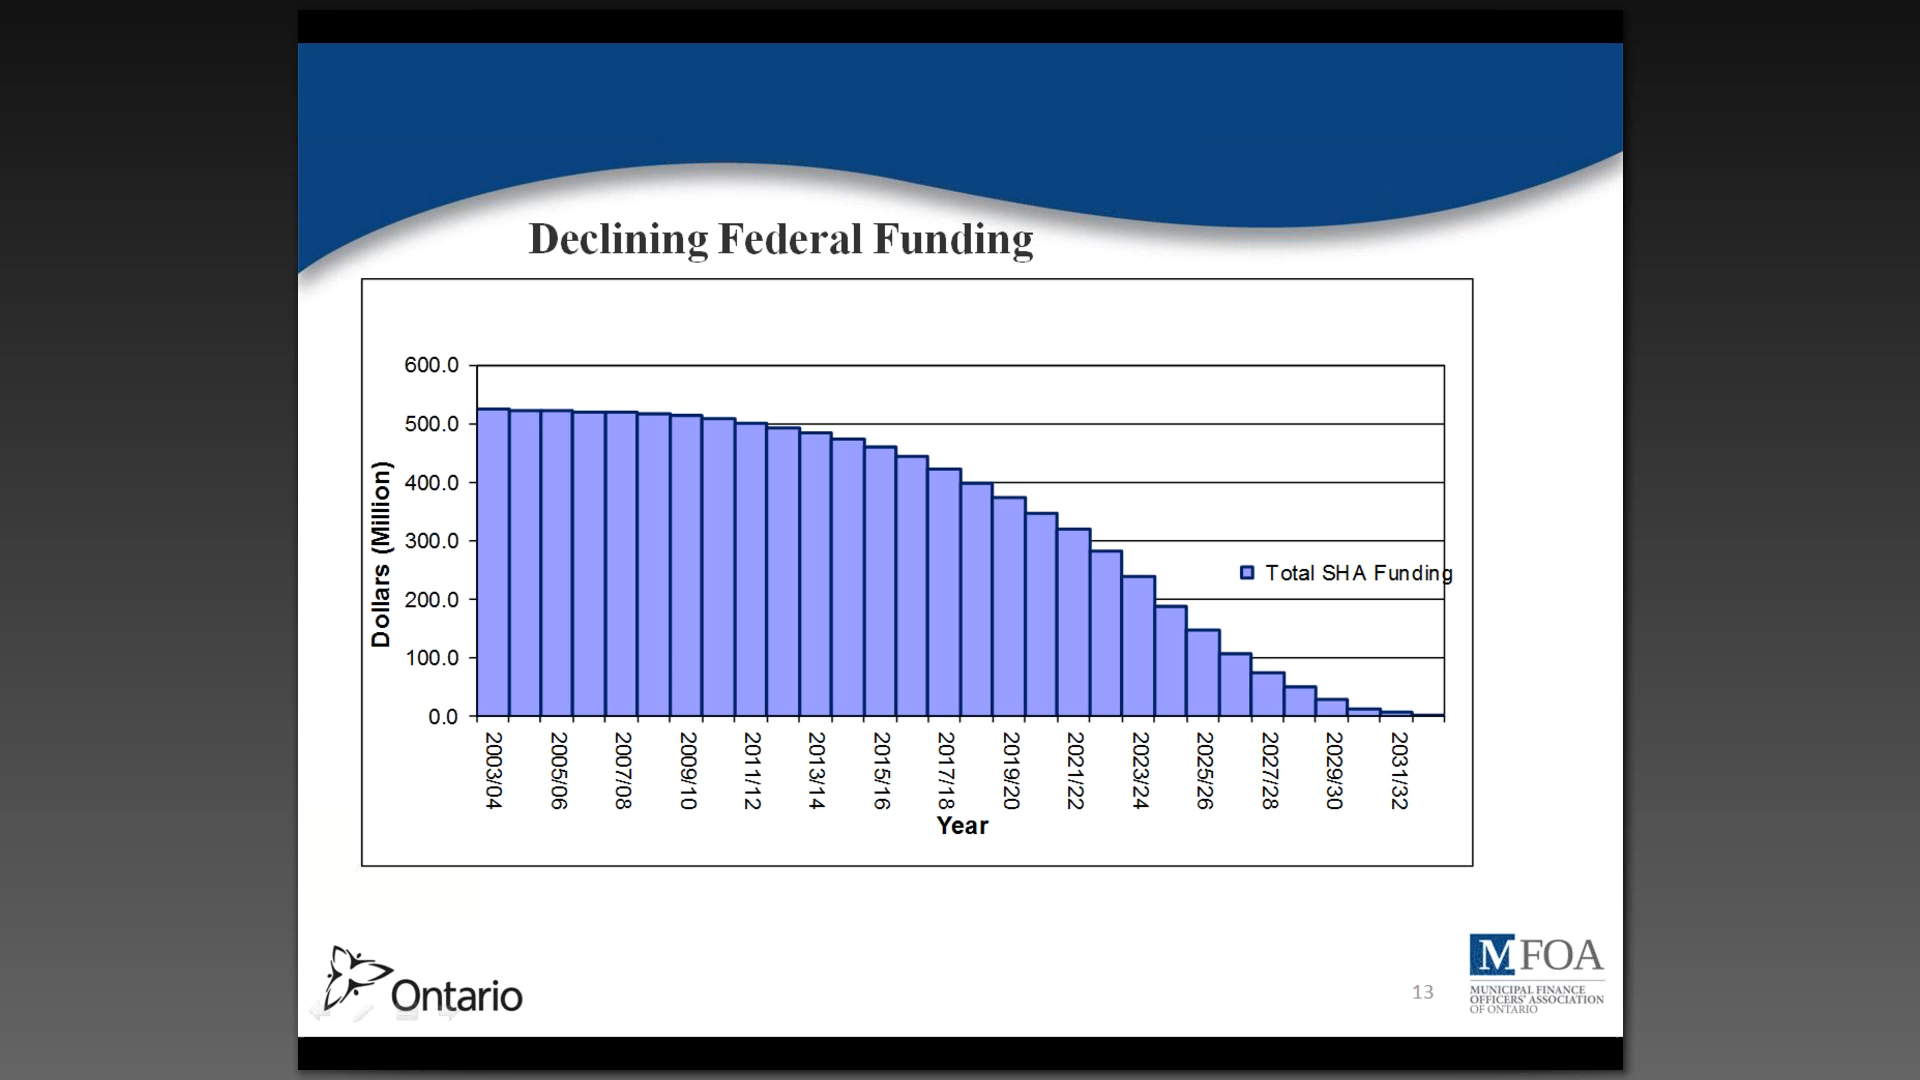 Declining Federal Funding
600.0
500.0
400.0
300.0
200.0
100.0
0.0
Dollars (Million)
Total SHA Funding
2003/04
2005/06
2007/08
2009/10
2011/12
2013/14
2015/16
2017/18
2019/20
2021/22
2023/24
2025/26
2027/28
2029/30
2031/32
Year
Ontario
13
MFOA
MUNICIPAL FINANCE
OFFICERS' ASSOCIATION
OF ONTARIO